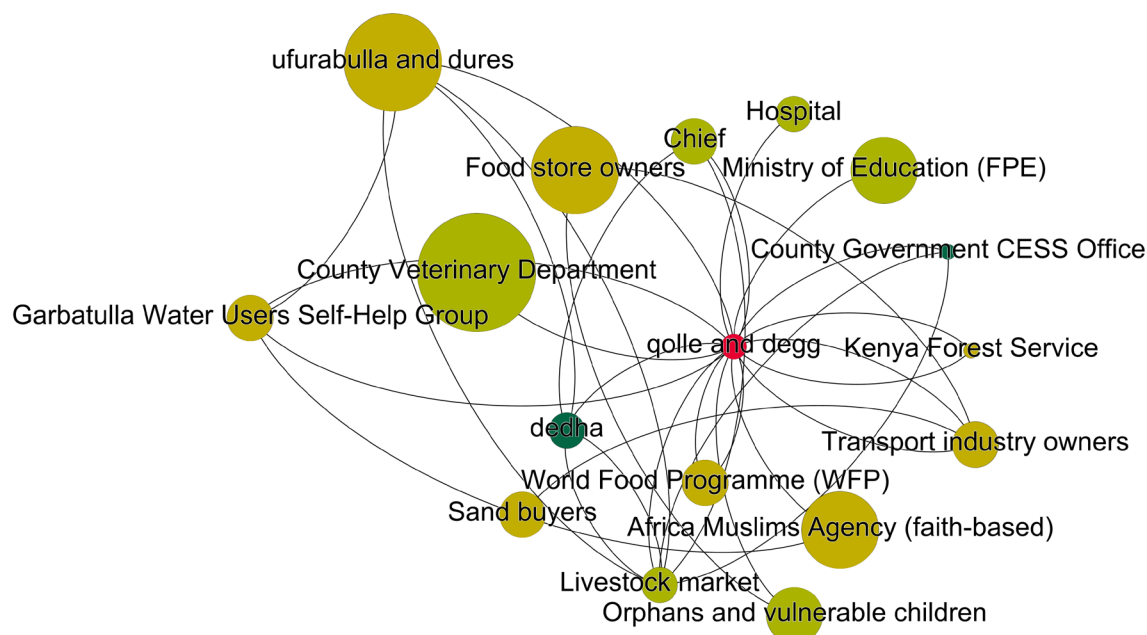 ufurabulla and dures
Hospital
Chief
Food store owners
Ministry of Education (FPE)
County Government CESS Office
County Veterinary Department
Garbatulla Water Users Self-Help Group
qolle and degg
Kenya Forest Service
dedha
Transport industry owners
World Food Programme (WFP)
Sand buyers
Africa Muslims Agency (faith-based)
Livestock market
Orphans and vulnerable children